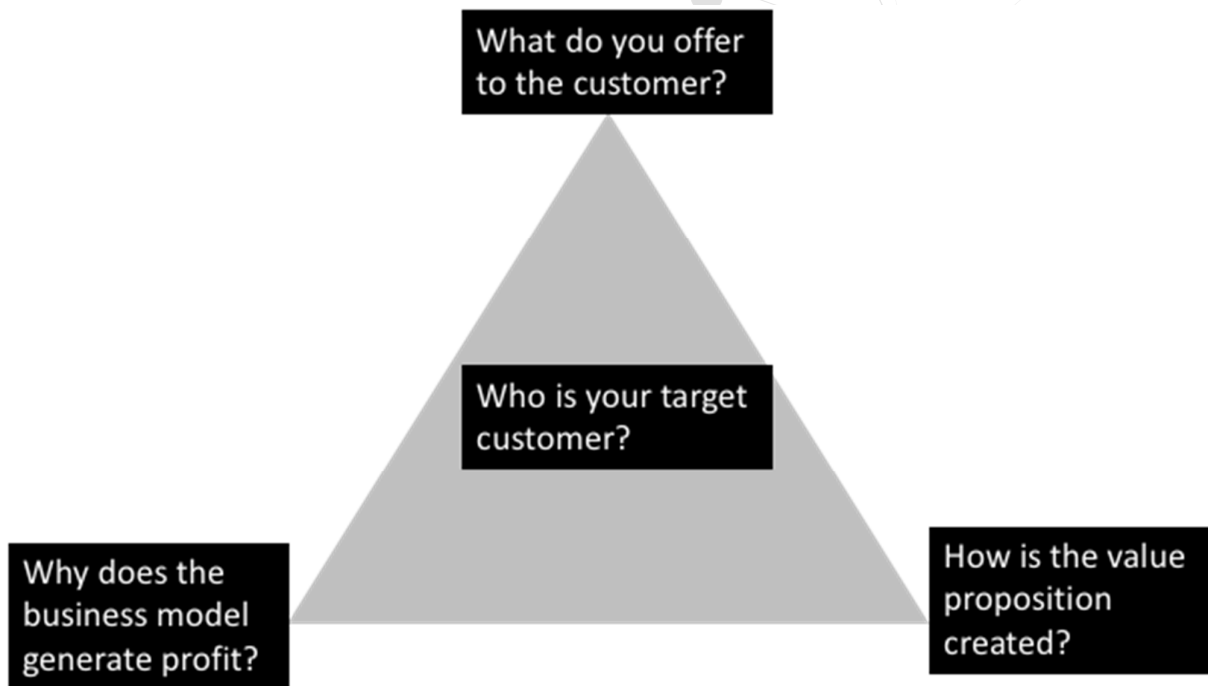 What do you offer
to the customer?
Who is your target
customer?
Why does the
business model
generate profit?
How is the value
proposition
created?